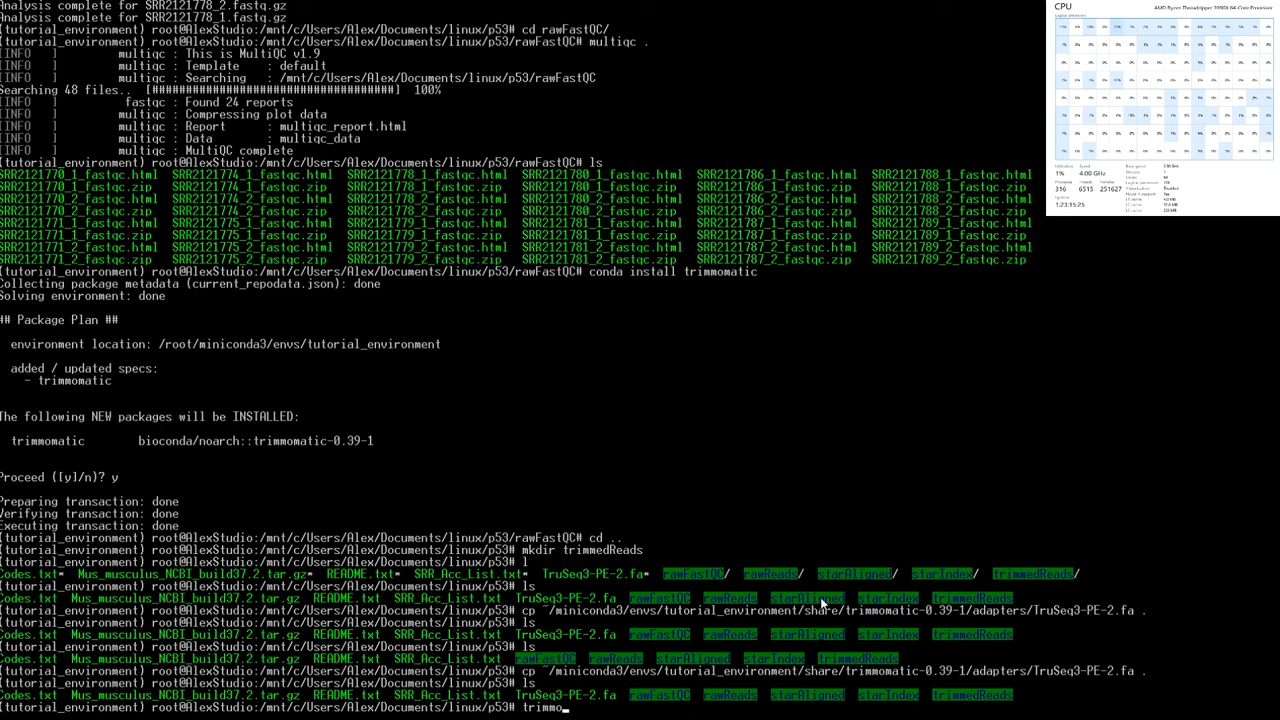 Analysis complete for SRR2121778_2.fastq.gz
Analysis complete for SRR2121778_1.fastq.gz
(tutorial_environment) root@AlexStudio:/mnt/c/Users/Alex/Documents/linux/p53# cd rawFastQC/
(tutorial_environment) root@AlexStudio:/mnt/c/Users/Alex/Documents/linux/p53/rawFastQC# multiqc .
[INFO   ]         multiqc : This is MultiQC v1.9
[INFO   ]         multiqc : Template    : default
[INFO   ]         multiqc : Searching   : /mnt/c/Users/Alex/Documents/linux/p53/rawFastQC
Searching 48 files..  [####################################]  100%
[INFO   ]          fastqc : Found 24 reports
[INFO   ]         multiqc : Compressing plot data
[INFO   ]         multiqc : Report      : multiqc_report.html
[INFO   ]         multiqc : Data        : multiqc_data
[INFO   ]         multiqc : MultiQC complete
(tutorial_environment) root@AlexStudio:/mnt/c/Users/Alex/Documents/linux/p53/rawFastQC# ls
SRR2121770_1_fastqc.html  SRR2121774_1_fastqc.html  SRR2121778_1_fastqc.html  SRR2121780_1_fastqc.html  SRR2121786_1_fastqc.html  SRR2121788_1_fastqc.html
SRR2121770_1_fastqc.zip   SRR2121774_1_fastqc.zip   SRR2121778_1_fastqc.zip   SRR2121780_1_fastqc.zip   SRR2121786_1_fastqc.zip   SRR2121788_1_fastqc.zip
SRR2121770_2_fastqc.html  SRR2121774_2_fastqc.html  SRR2121778_2_fastqc.html  SRR2121780_2_fastqc.html  SRR2121786_2_fastqc.html  SRR2121788_2_fastqc.html
SRR2121770_2_fastqc.zip   SRR2121774_2_fastqc.zip   SRR2121778_2_fastqc.zip   SRR2121780_2_fastqc.zip   SRR2121786_2_fastqc.zip   SRR2121788_2_fastqc.zip
SRR2121771_1_fastqc.html  SRR2121775_1_fastqc.html  SRR2121779_1_fastqc.html  SRR2121781_1_fastqc.html  SRR2121787_1_fastqc.html  SRR2121789_1_fastqc.html
SRR2121771_1_fastqc.zip   SRR2121775_1_fastqc.zip   SRR2121779_1_fastqc.zip   SRR2121781_1_fastqc.zip   SRR2121787_1_fastqc.zip   SRR2121789_1_fastqc.zip
SRR2121771_2_fastqc.html  SRR2121775_2_fastqc.html  SRR2121779_2_fastqc.html  SRR2121781_2_fastqc.html  SRR2121787_2_fastqc.html  SRR2121789_2_fastqc.html
SRR2121771_2_fastqc.zip   SRR2121775_2_fastqc.zip   SRR2121779_2_fastqc.zip   SRR2121781_2_fastqc.zip   SRR2121787_2_fastqc.zip   SRR2121789_2_fastqc.zip
(tutorial_environment) root@AlexStudio:/mnt/c/Users/Alex/Documents/linux/p53/rawFastQC# conda install trimmomatic
Collecting package metadata (current_repodata.json): done
Solving environment: done
## Package Plan ##
environment location: /root/miniconda3/envs/tutorial_environment
added / updated specs:
- trimmomatic
The following NEW packages will be INSTALLED:
trimmomatic        bioconda/noarch::trimmomatic-0.39-1
Proceed ([y]/n)? y
Preparing transaction: done
Verifying transaction: done
Executing transaction: done
(tutorial_environment) root@AlexStudio:/mnt/c/Users/Alex/Documents/linux/p53/rawFastQC# cd ..
(tutorial_environment) root@AlexStudio:/mnt/c/Users/Alex/Documents/linux/p53# mkdir trimmedReads
(tutorial_environment) root@AlexStudio:/mnt/c/Users/Alex/Documents/linux/p53# l
Codes.txt*  Mus_musculus_NCBI_build37.2.tar.gz*  README.txt*  SRR_Acc_List.txt*  TruSeq3-PE-2.fa*  rawFastQC/  rawReads/  starAligned/  starIndex/  trimmedReads/
(tutorial_environment) root@AlexStudio:/mnt/c/Users/Alex/Documents/linux/p53# ls
Codes.txt  Mus_musculus_NCBI_build37.2.tar.gz  README.txt  SRR_Acc_List.txt  TruSeq3-PE-2.fa  rawFastQC  rawReads  starAligned  starIndex  trimmedReads
(tutorial_environment) root@AlexStudio:/mnt/c/Users/Alex/Documents/linux/p53# cp ~/miniconda3/envs/tutorial_environment/share/trimmomatic-0.39-1/adapters/TruSeq3-PE-2.fa .
(tutorial_environment) root@AlexStudio:/mnt/c/Users/Alex/Documents/linux/p53# ls
Codes.txt  Mus_musculus_NCBI_build37.2.tar.gz  README.txt  SRR_Acc_List.txt  TruSeq3-PE-2.fa  rawFastQC  rawReads  starAligned  starIndex  trimmedReads
(tutorial_environment) root@AlexStudio:/mnt/c/Users/Alex/Documents/linux/p53# ls
Codes.txt  Mus_musculus_NCBI_build37.2.tar.gz  README.txt  SRR_Acc_List.txt  rawFastQC  rawReads  starAligned  starIndex  trimmedReads
(tutorial_environment) root@AlexStudio:/mnt/c/Users/Alex/Documents/linux/p53# cp ~/miniconda3/envs/tutorial_environment/share/trimmomatic-0.39-1/adapters/TruSeq3-PE-2.fa .
(tutorial_environment) root@AlexStudio:/mnt/c/Users/Alex/Documents/linux/p53# ls
Codes.txt  Mus_musculus_NCBI_build37.2.tar.gz  README.txt  SRR_Acc_List.txt  TruSeq3-PE-2.fa  rawFastQC  rawReads  starAligned  starIndex  trimmedReads
(tutorial_environment) root@AlexStudio:/mnt/c/Users/Alex/Documents/linux/p53# trimmo_
CPU  AMD Ryzen Threadripper 3990X 64-Core Processor
1%  4.00 GHz
316  6515  251627
1:23:15:25